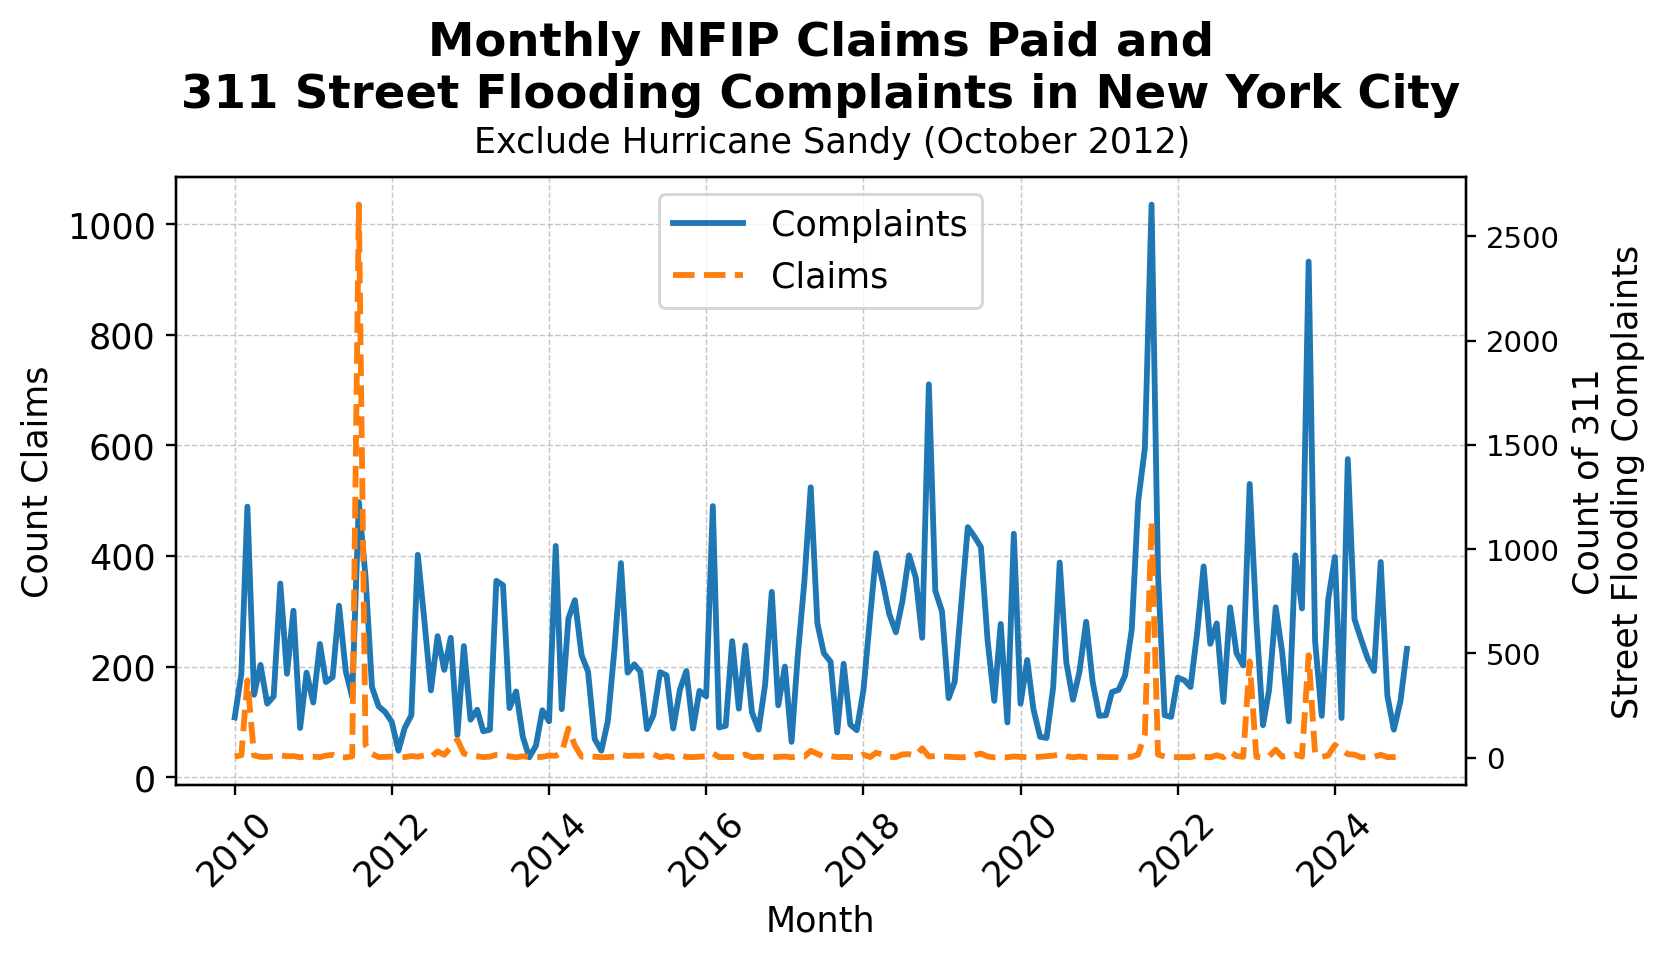 Monthly NFIP Claims Paid and
311 Street Flooding Complaints in New York City
Exclude Hurricane Sandy (October 2012)
Complaints
Claims
Count Claims
1000
800
600
400
200
0
2500
2000
1500
1000
500
0
Count of 311
Street Flooding Complaints
2010
2012
2014
2016
2018
2020
2022
2024
Month